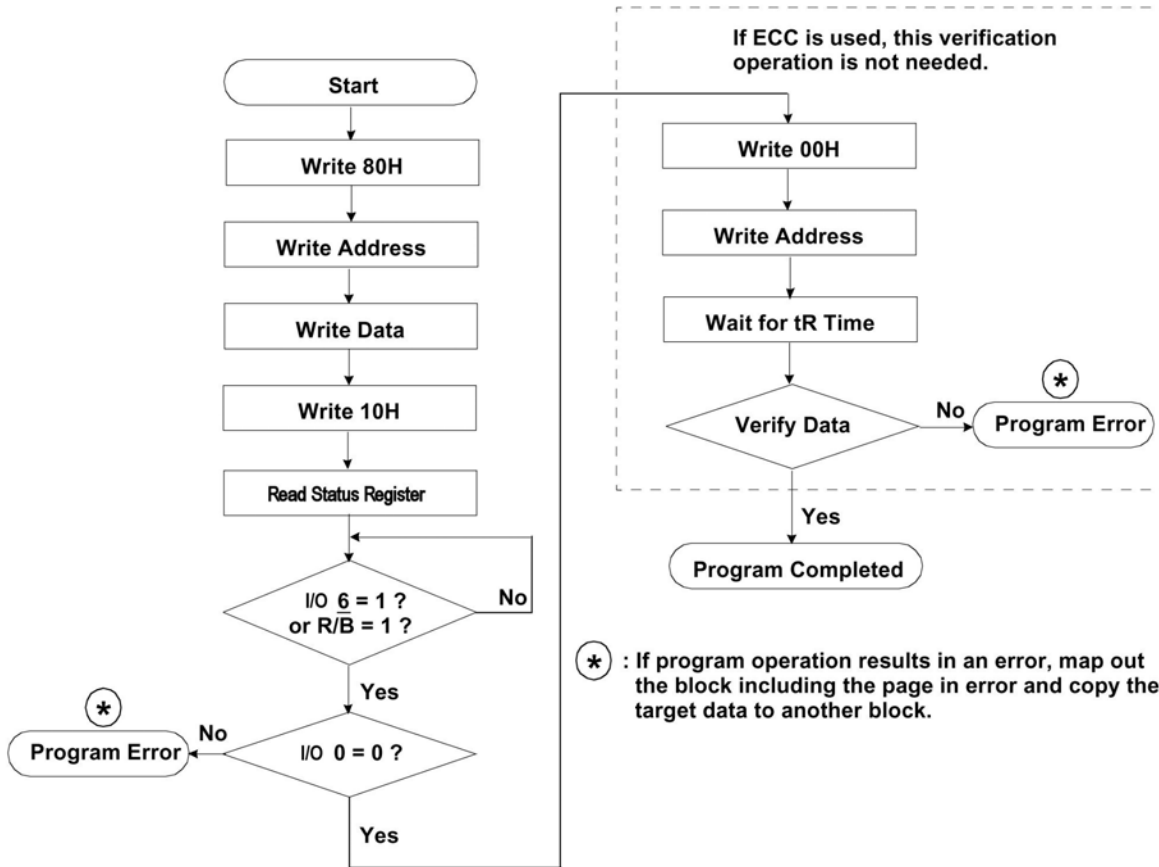 Start
Write 80H
Write Address
Write Data
Write 10H
Read Status Register
I/O 6 = 1 ?
or R/B̅ = 1 ?
No
Yes
*
No
Program Error
I/O 0 = 0 ?
Yes
If ECC is used, this verification
operation is not needed.
Write 00H
Write Address
Wait for tR Time
*
Verify Data
No
Program Error
Yes
Program Completed
* : If program operation results in an error, map out
the block including the page in error and copy the
target data to another block.